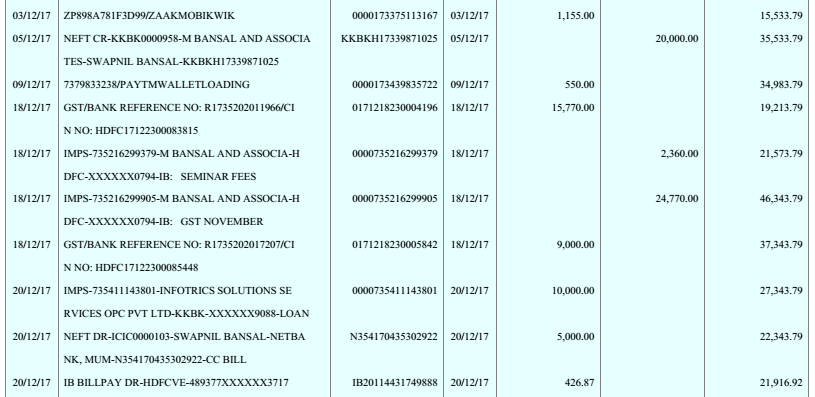 03/12/17 ZP898A781F3D99/ZAAKMOBIKWIK 0000173375113167 03/12/17 1,155.00 15,533.79
05/12/17 NEFT CR-KKBK0000958-M BANSAL AND ASSOCIA KKBKH17339871025 05/12/17 20,000.00 35,533.79
TES-SWAPNIL BANSAL-KKBKH17339871025
09/12/17 7379833238/PAYTMWALLETLOADING 0000173439835722 09/12/17 550.00 34,983.79
18/12/17 GST/BANK REFERENCE NO: R1735202011966/CI 0171218230004196 18/12/17 15,770.00 19,213.79
N NO: HDFC17122300083815
18/12/17 IMPS-735216299379-M BANSAL AND ASSOCIA-H 0000735216299379 18/12/17 2,360.00 21,573.79
DFC-XXXXXX0794-IB: SEMINAR FEES
18/12/17 IMPS-735216299905-M BANSAL AND ASSOCIA-H 0000735216299905 18/12/17 24,770.00 46,343.79
DFC-XXXXXX0794-IB: GST NOVEMBER
18/12/17 GST/BANK REFERENCE NO: R1735202017207/CI 0171218230005842 18/12/17 9,000.00 37,343.79
N NO: HDFC17122300085448
20/12/17 IMPS-735411143801-INFOTRICS SOLUTIONS SE 0000735411143801 20/12/17 10,000.00 27,343.79
RVICES OPC PVT LTD-KKBK-XXXXXX9088-LOAN
20/12/17 NEFT DR-ICIC0000103-SWAPNIL BANSAL-NETBA N354170435302922 20/12/17 5,000.00 22,343.79
NK, MUM-N354170435302922-CC BILL
20/12/17 IB BILLPAY DR-HDFCVE-489377XXXXXX3717 IB20114431749888 20/12/17 426.87 21,916.92